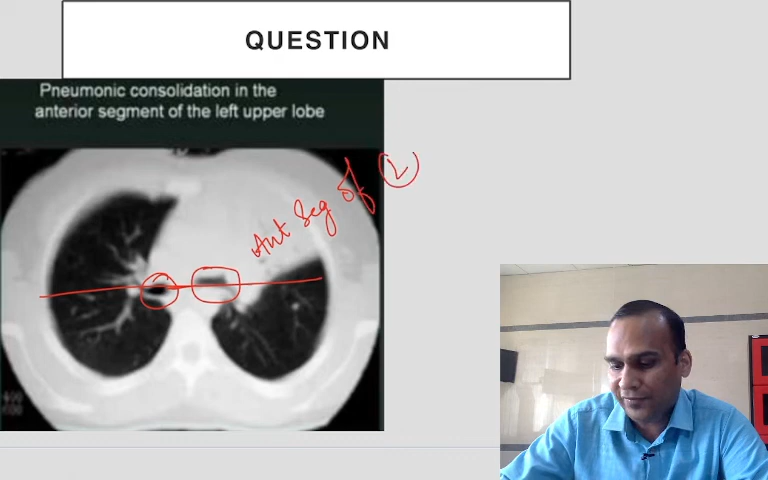 QUESTION
Pneumonic consolidation in the
anterior segment of the left upper lobe
Ant Seg of L